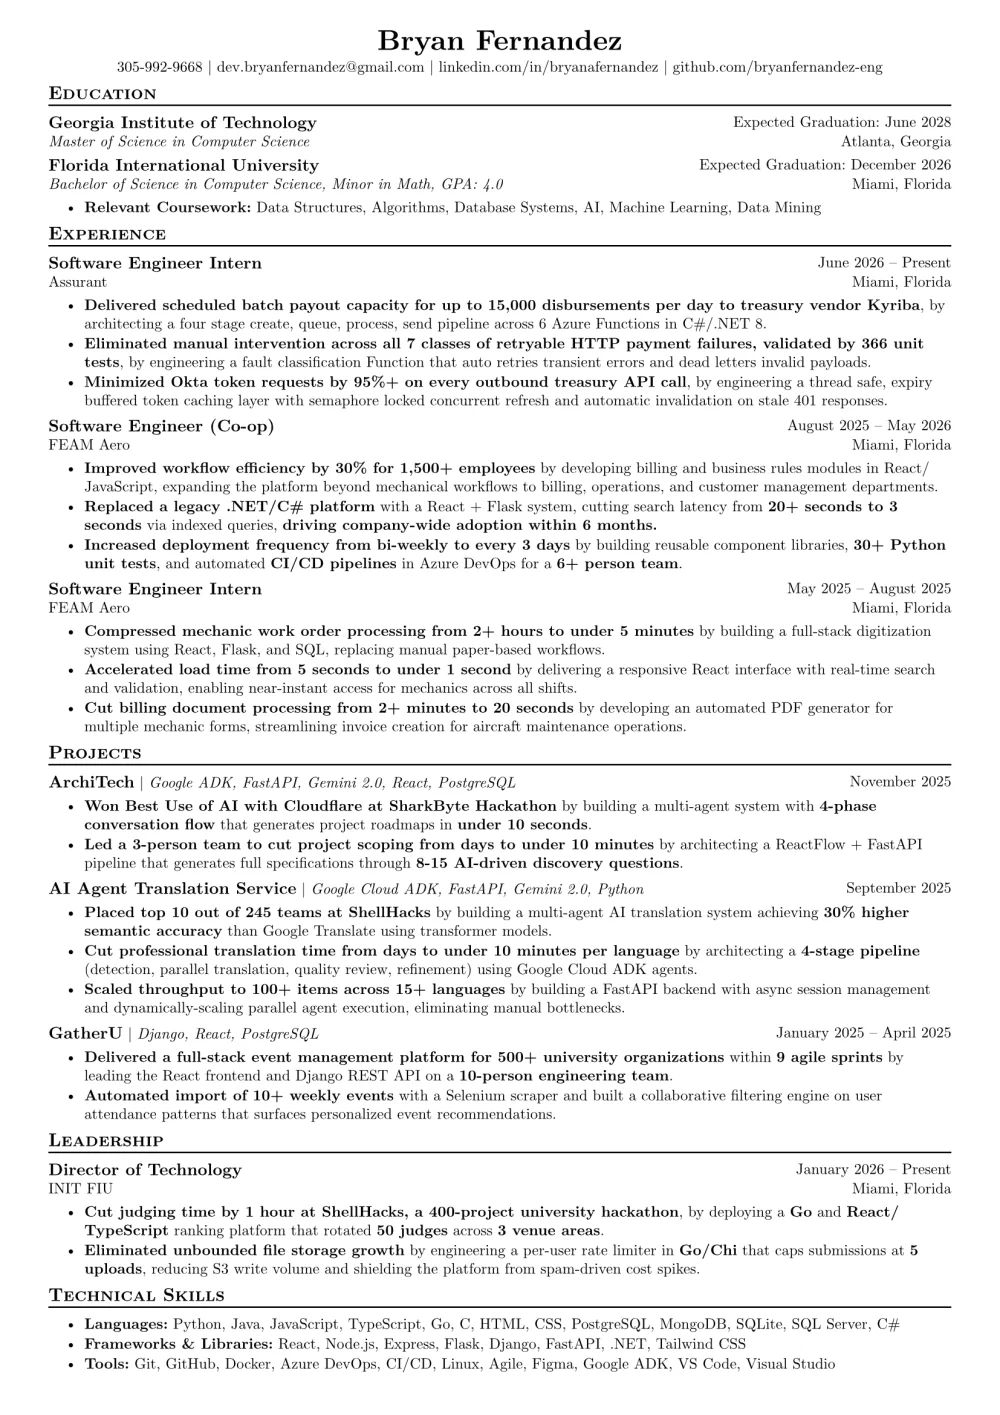 Bryan Fernandez
305-992-9668 | dev.bryanfernandez@gmail.com | linkedin.com/in/bryanafernandez | github.com/bryanfernandez-eng
Education
Georgia Institute of Technology Expected Graduation: June 2028
Master of Science in Computer Science Atlanta, Georgia
Florida International University Expected Graduation: December 2026
Bachelor of Science in Computer Science, Minor in Math, GPA: 4.0 Miami, Florida
• Relevant Coursework: Data Structures, Algorithms, Database Systems, AI, Machine Learning, Data Mining
Experience
Software Engineer Intern June 2026 – Present
Assurant Miami, Florida
• Delivered scheduled batch payout capacity for up to 15,000 disbursements per day to treasury vendor Kyriba, by
architecting a four stage create, queue, process, send pipeline across 6 Azure Functions in C#/.NET 8.
• Eliminated manual intervention across all 7 classes of retryable HTTP payment failures, validated by 366 unit
tests, by engineering a fault classification Function that auto retries transient errors and dead letters invalid payloads.
• Minimized Okta token requests by 95%+ on every outbound treasury API call, by engineering a thread safe, expiry
buffered token caching layer with semaphore locked concurrent refresh and automatic invalidation on stale 401 responses.
Software Engineer (Co-op) August 2025 – May 2026
FEAM Aero Miami, Florida
• Improved workflow efficiency by 30% for 1,500+ employees by developing billing and business rules modules in React/
JavaScript, expanding the platform beyond mechanical workflows to billing, operations, and customer management departments.
• Replaced a legacy .NET/C# platform with a React + Flask system, cutting search latency from 20+ seconds to 3
seconds via indexed queries, driving company-wide adoption within 6 months.
• Increased deployment frequency from bi-weekly to every 3 days by building reusable component libraries, 30+ Python
unit tests, and automated CI/CD pipelines in Azure DevOps for a 6+ person team.
Software Engineer Intern May 2025 – August 2025
FEAM Aero Miami, Florida
• Compressed mechanic work order processing from 2+ hours to under 5 minutes by building a full-stack digitization
system using React, Flask, and SQL, replacing manual paper-based workflows.
• Accelerated load time from 5 seconds to under 1 second by delivering a responsive React interface with real-time search
and validation, enabling near-instant access for mechanics across all shifts.
• Cut billing document processing from 2+ minutes to 20 seconds by developing an automated PDF generator for
multiple mechanic forms, streamlining invoice creation for aircraft maintenance operations.
Projects
ArchiTech | Google ADK, FastAPI, Gemini 2.0, React, PostgreSQL November 2025
• Won Best Use of AI with Cloudflare at SharkByte Hackathon by building a multi-agent system with 4-phase
conversation flow that generates project roadmaps in under 10 seconds.
• Led a 3-person team to cut project scoping from days to under 10 minutes by architecting a ReactFlow + FastAPI
pipeline that generates full specifications through 8-15 AI-driven discovery questions.
AI Agent Translation Service | Google Cloud ADK, FastAPI, Gemini 2.0, Python September 2025
• Placed top 10 out of 245 teams at ShellHacks by building a multi-agent AI translation system achieving 30% higher
semantic accuracy than Google Translate using transformer models.
• Cut professional translation time from days to under 10 minutes per language by architecting a 4-stage pipeline
(detection, parallel translation, quality review, refinement) using Google Cloud ADK agents.
• Scaled throughput to 100+ items across 15+ languages by building a FastAPI backend with async session management
and dynamically-scaling parallel agent execution, eliminating manual bottlenecks.
GatherU | Django, React, PostgreSQL January 2025 – April 2025
• Delivered a full-stack event management platform for 500+ university organizations within 9 agile sprints by
leading the React frontend and Django REST API on a 10-person engineering team.
• Automated import of 10+ weekly events with a Selenium scraper and built a collaborative filtering engine on user
attendance patterns that surfaces personalized event recommendations.
Leadership
Director of Technology January 2026 – Present
INIT FIU Miami, Florida
• Cut judging time by 1 hour at ShellHacks, a 400-project university hackathon, by deploying a Go and React/
TypeScript ranking platform that rotated 50 judges across 3 venue areas.
• Eliminated unbounded file storage growth by engineering a per-user rate limiter in Go/Chi that caps submissions at 5
uploads, reducing S3 write volume and shielding the platform from spam-driven cost spikes.
Technical Skills
• Languages: Python, Java, JavaScript, TypeScript, Go, C, HTML, CSS, PostgreSQL, MongoDB, SQLite, SQL Server, C#
• Frameworks & Libraries: React, Node.js, Express, Flask, Django, FastAPI, .NET, Tailwind CSS
• Tools: Git, GitHub, Docker, Azure DevOps, CI/CD, Linux, Agile, Figma, Google ADK, VS Code, Visual Studio